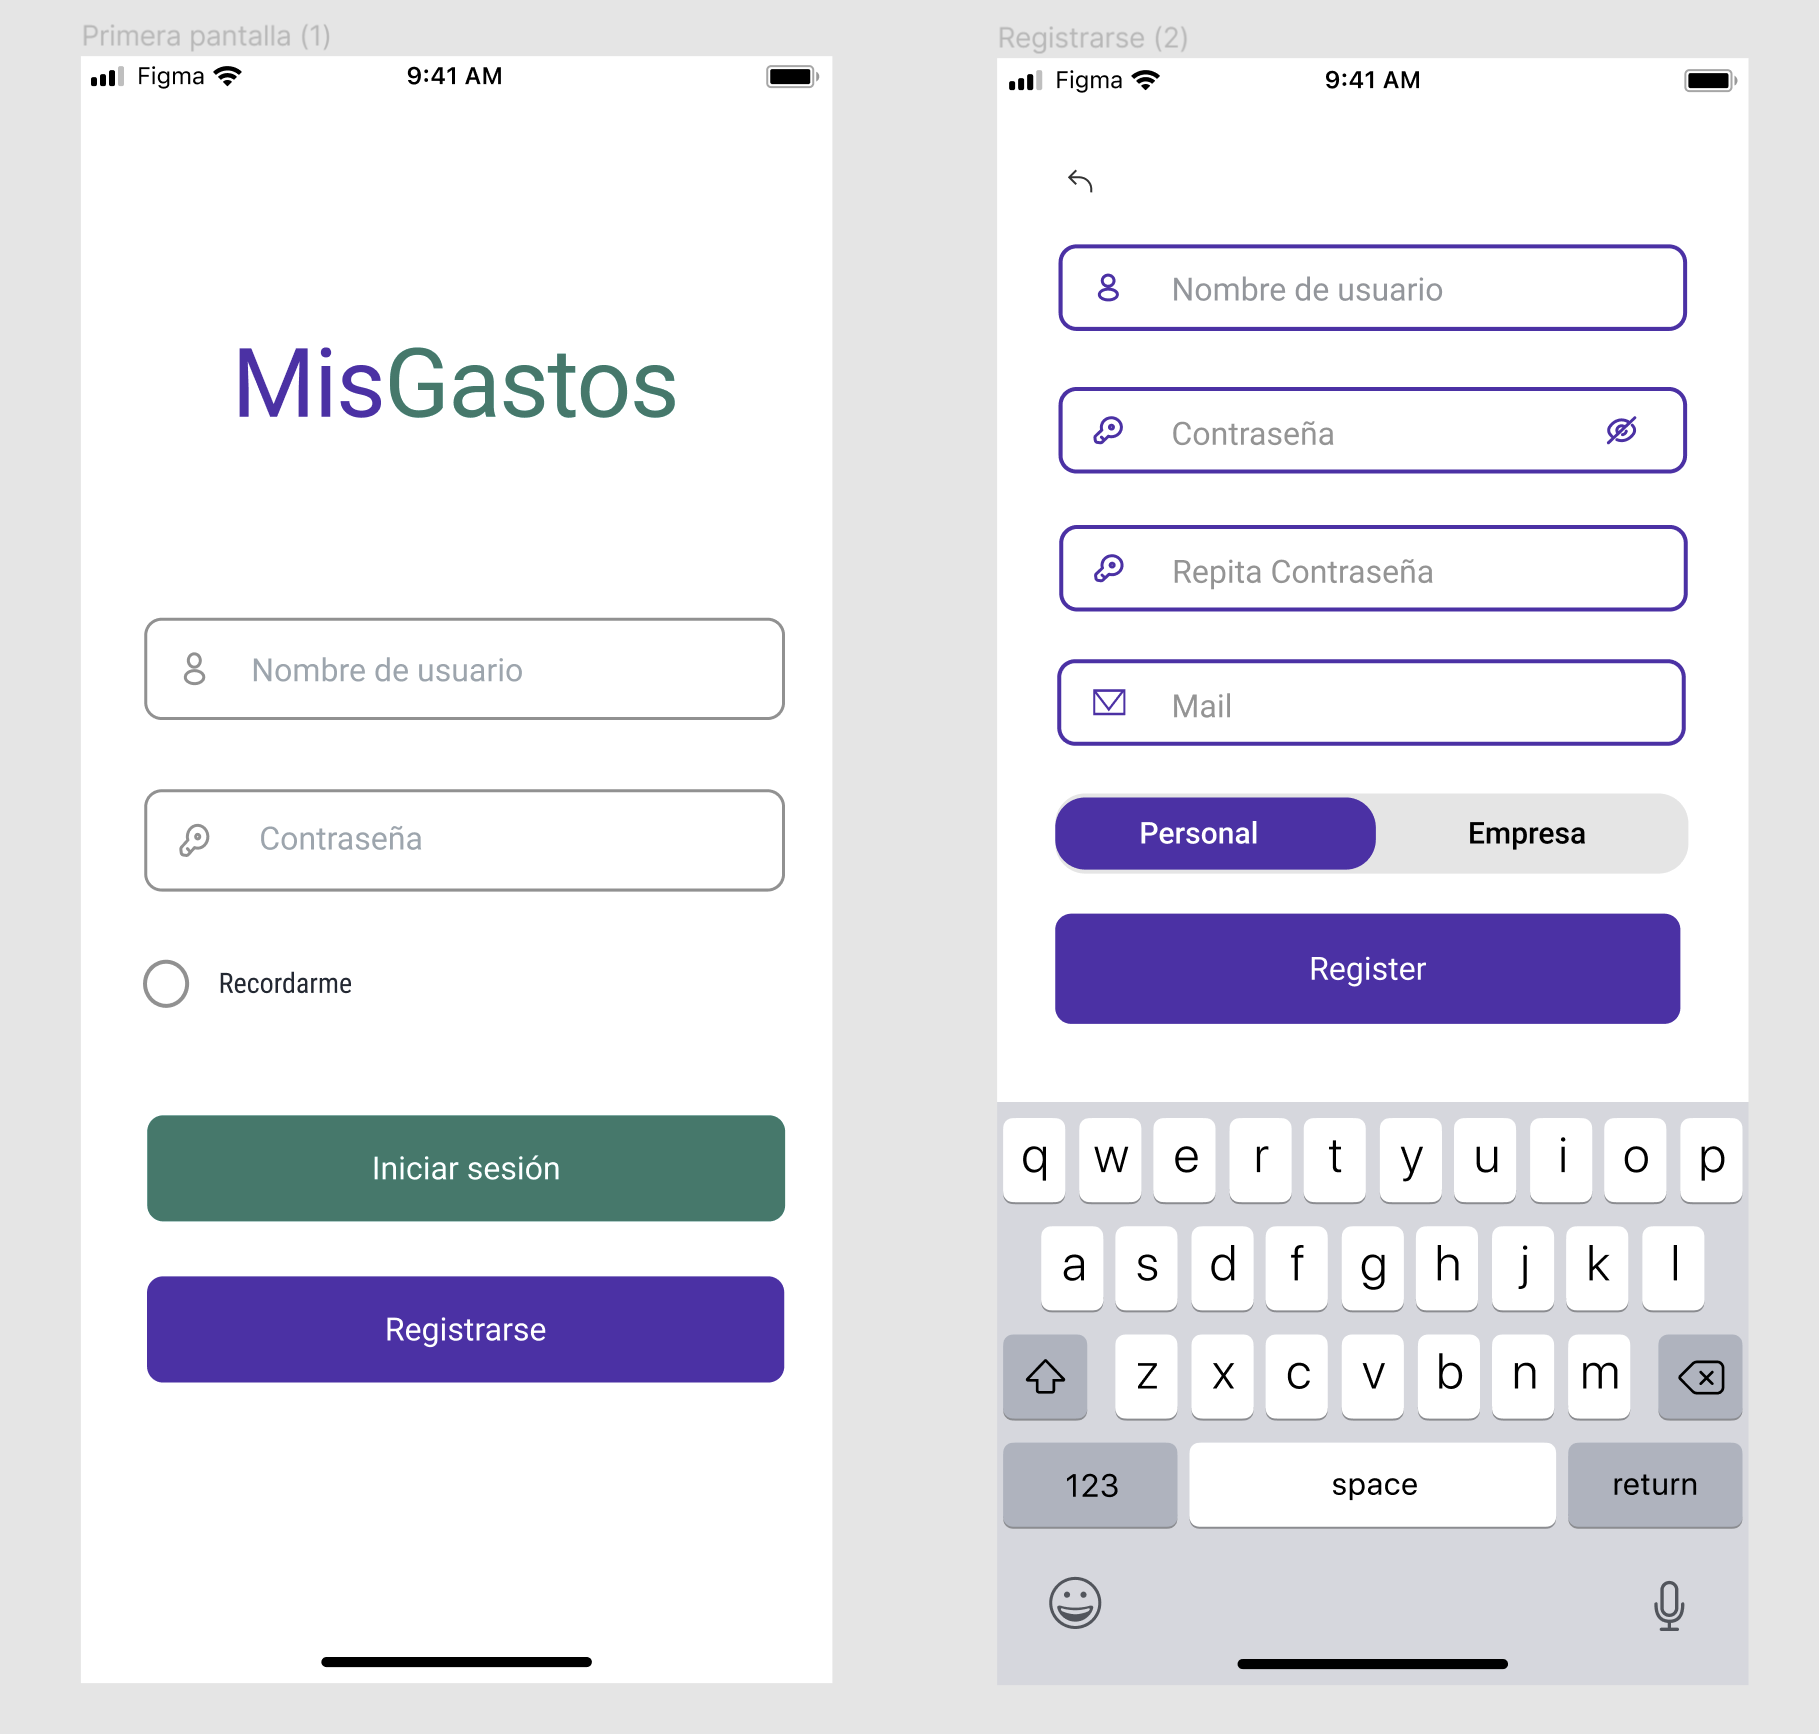 Primera pantalla (1)
Figma 9:41 AM
MisGastos
Nombre de usuario
Contraseña
Recordarme
Iniciar sesión
Registrarse
Registrarse (2)
Figma 9:41 AM
Nombre de usuario
Contraseña
Repita Contraseña
Mail
Personal Empresa
Register
q w e r t y u i o p
a s d f g h j k l
z x c v b n m
123 space return